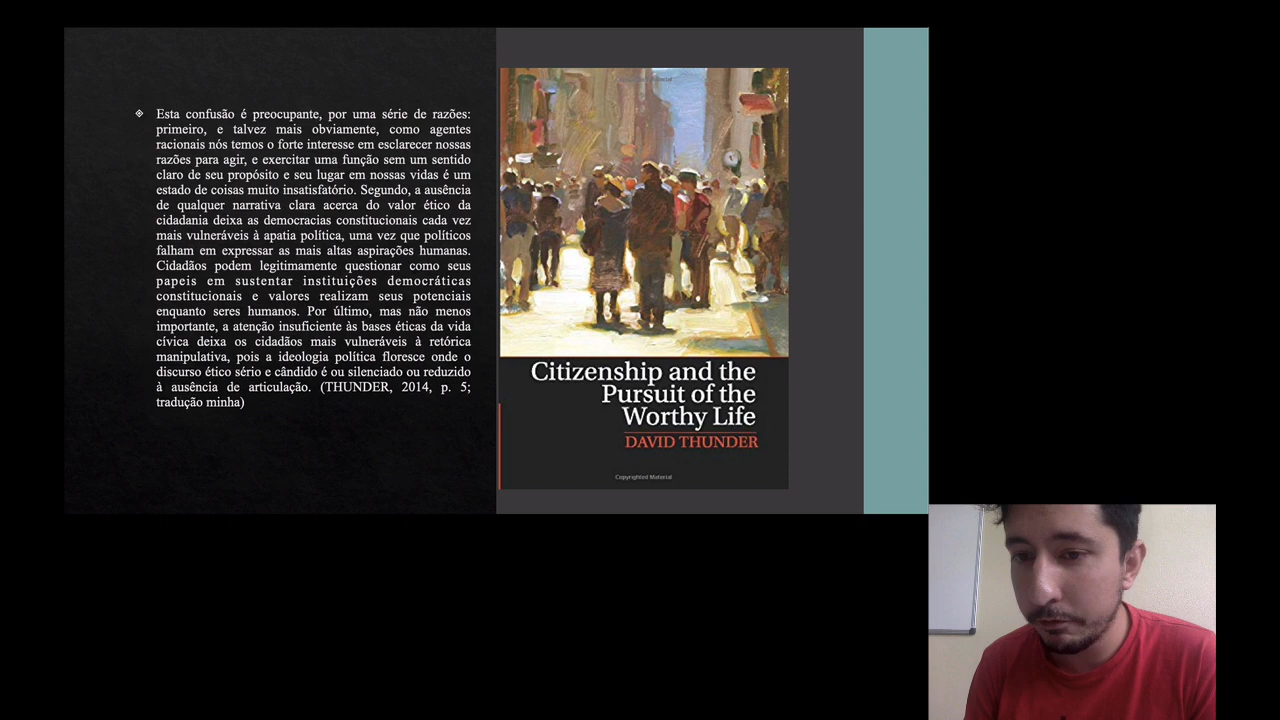 Esta confusão é preocupante, por uma série de razões:
primeiro, e talvez mais obviamente, como agentes
racionais nós temos o forte interesse em esclarecer nossas
razões para agir, e exercitar uma função sem um sentido
claro de seu propósito e seu lugar em nossas vidas é um
estado de coisas muito insatisfatório. Segundo, a ausência
de qualquer narrativa clara acerca do valor ético da
cidadania deixa as democracias constitucionais cada vez
mais vulneráveis à apatia política, uma vez que políticos
falham em expressar as mais altas aspirações humanas.
Cidadãos podem legitimamente questionar como seus
papeis em sustentar instituições democráticas
constitucionais e valores realizam seus potenciais
enquanto seres humanos. Por último, mas não menos
importante, a atenção insuficiente às bases éticas da vida
cívica deixa os cidadãos mais vulneráveis à retórica
manipulativa, pois a ideologia política floresce onde o
discurso ético sério e cândido é ou silenciado ou reduzido
à ausência de articulação. (THUNDER, 2014, p. 5;
tradução minha)
Citizenship and the
Pursuit of the
Worthy Life
DAVID THUNDER
Copyrighted Material